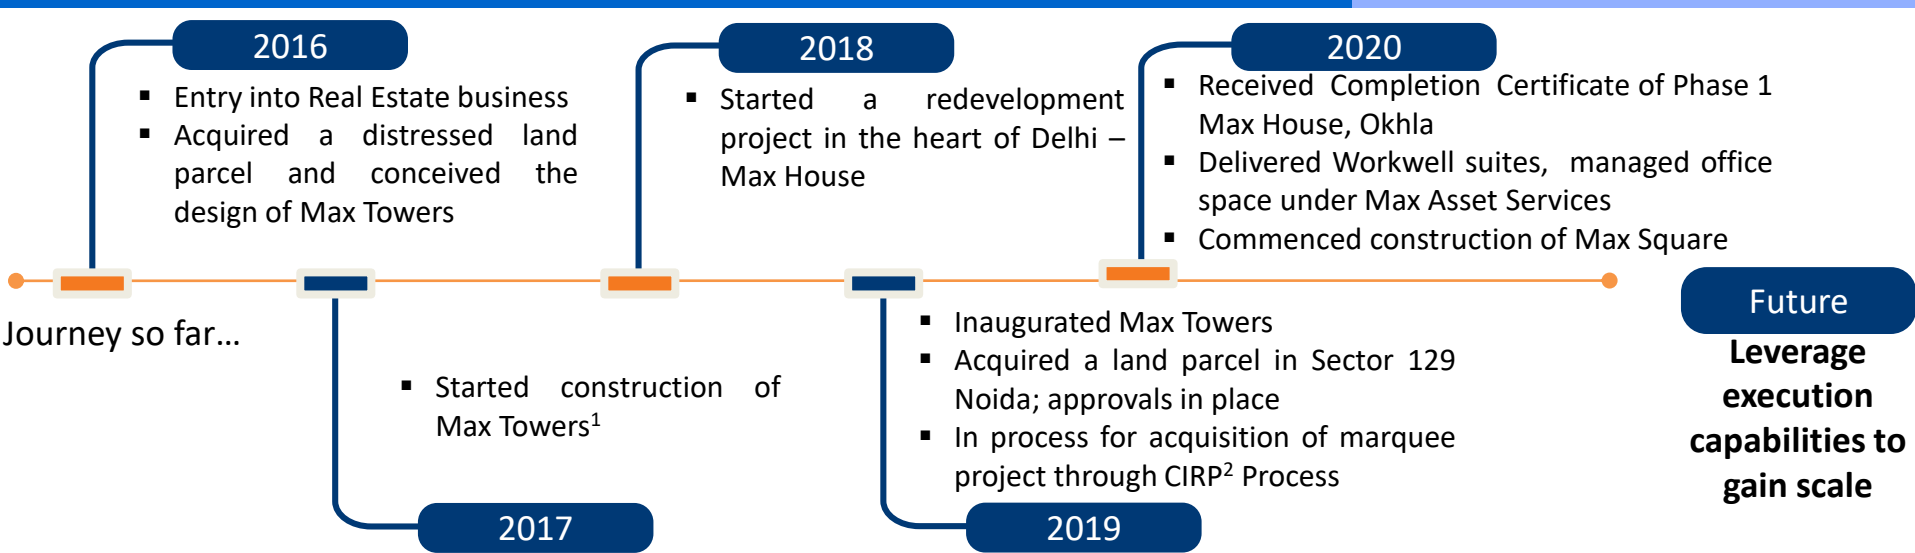 2016
▪ Entry into Real Estate business
▪ Acquired a distressed land
parcel and conceived the
design of Max Towers
2018
▪ Started a redevelopment
project in the heart of Delhi –
Max House
2020
▪ Received Completion Certificate of Phase 1
Max House, Okhla
▪ Delivered Workwell suites, managed office
space under Max Asset Services
▪ Commenced construction of Max Square
Journey so far…
▪ Started construction of
Max Towers¹
2017
▪ Inaugurated Max Towers
▪ Acquired a land parcel in Sector 129
Noida; approvals in place
▪ In process for acquisition of marquee
project through CIRP² Process
2019
Future
Leverage
execution
capabilities to
gain scale